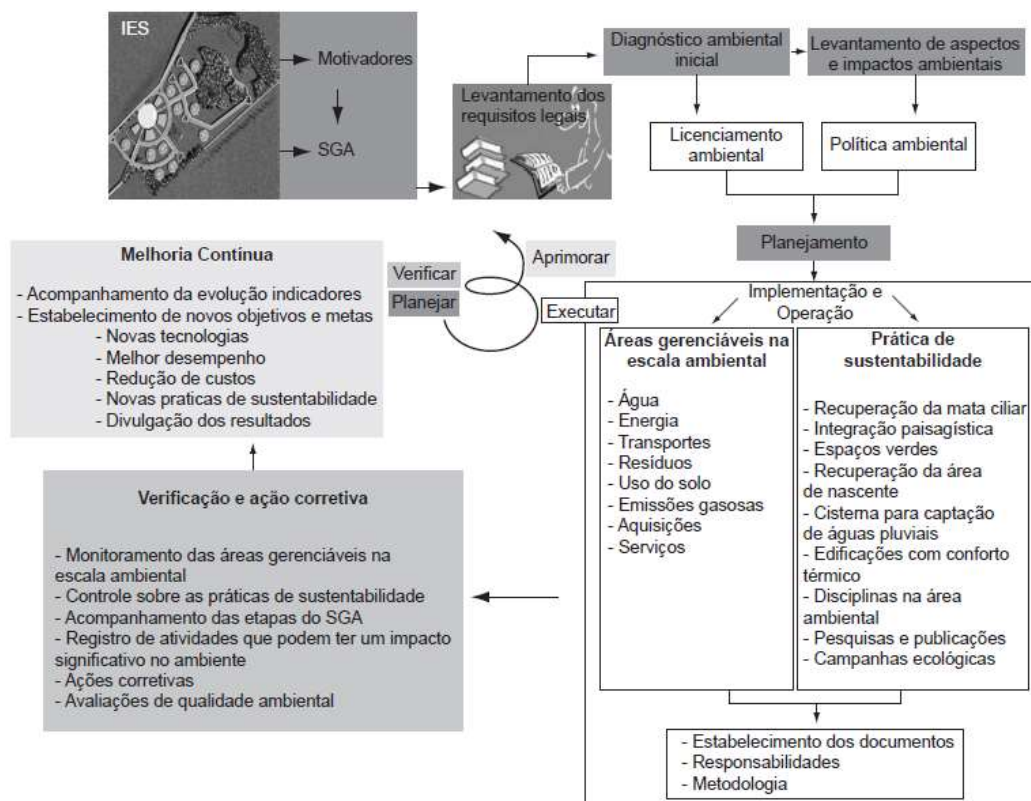 IES
Motivadores
SGA
Levantamento dos
requisitos legais
Diagnóstico ambiental
inicial
Levantamento de aspectos
e impactos ambientais
Licenciamento
ambiental
Política ambiental
Planejamento
Implementação e
Operação
Áreas gerenciáveis na
escala ambiental
- Água
- Energia
- Transportes
- Resíduos
- Uso do solo
- Emissões gasosas
- Aquisições
- Serviços
Prática de
sustentabilidade
- Recuperação da mata ciliar
- Integração paisagística
- Espaços verdes
- Recuperação da área
de nascente
- Cisterna para captação
de águas pluviais
- Edificações com conforto
térmico
- Disciplinas na área
ambiental
- Pesquisas e publicações
- Campanhas ecológicas
- Estabelecimento dos documentos
- Responsabilidades
- Metodologia
Verificar
Planejar
Aprimorar
Executar
Melhoria Contínua
- Acompanhamento da evolução indicadores
- Estabelecimento de novos objetivos e metas
- Novas tecnologias
- Melhor desempenho
- Redução de custos
- Novas praticas de sustentabilidade
- Divulgação dos resultados
Verificação e ação corretiva
- Monitoramento das áreas gerenciáveis na
escala ambiental
- Controle sobre as práticas de sustentabilidade
- Acompanhamento das etapas do SGA
- Registro de atividades que podem ter um impacto
significativo no ambiente
- Ações corretivas
- Avaliações de qualidade ambiental